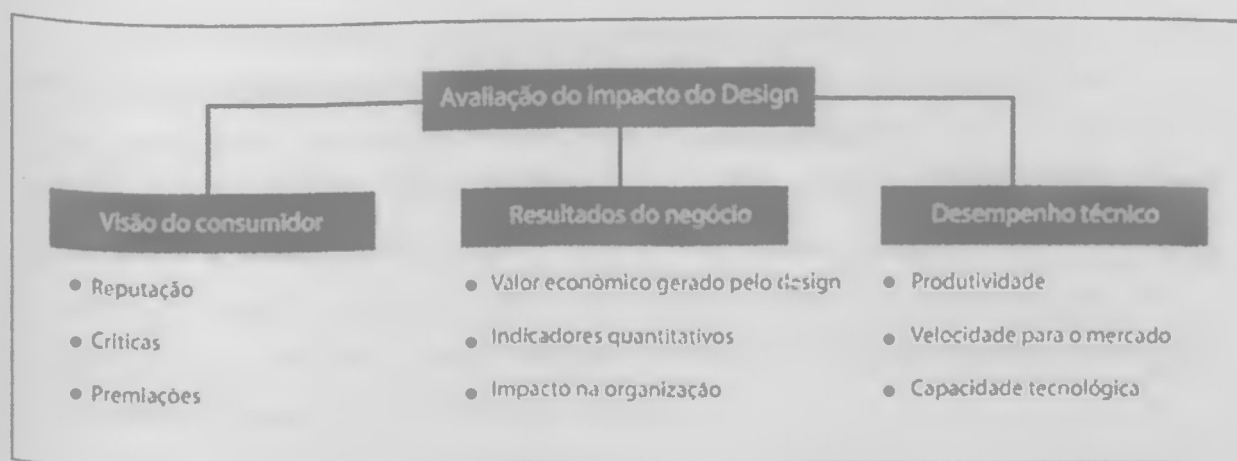 Avaliação do Impacto do Design
Visão do consumidor
• Reputação
• Críticas
• Premiações
Resultados do negócio
• Valor econômico gerado pelo design
• Indicadores quantitativos
• Impacto na organização
Desempenho técnico
• Produtividade
• Velocidade para o mercado
• Capacidade tecnológica